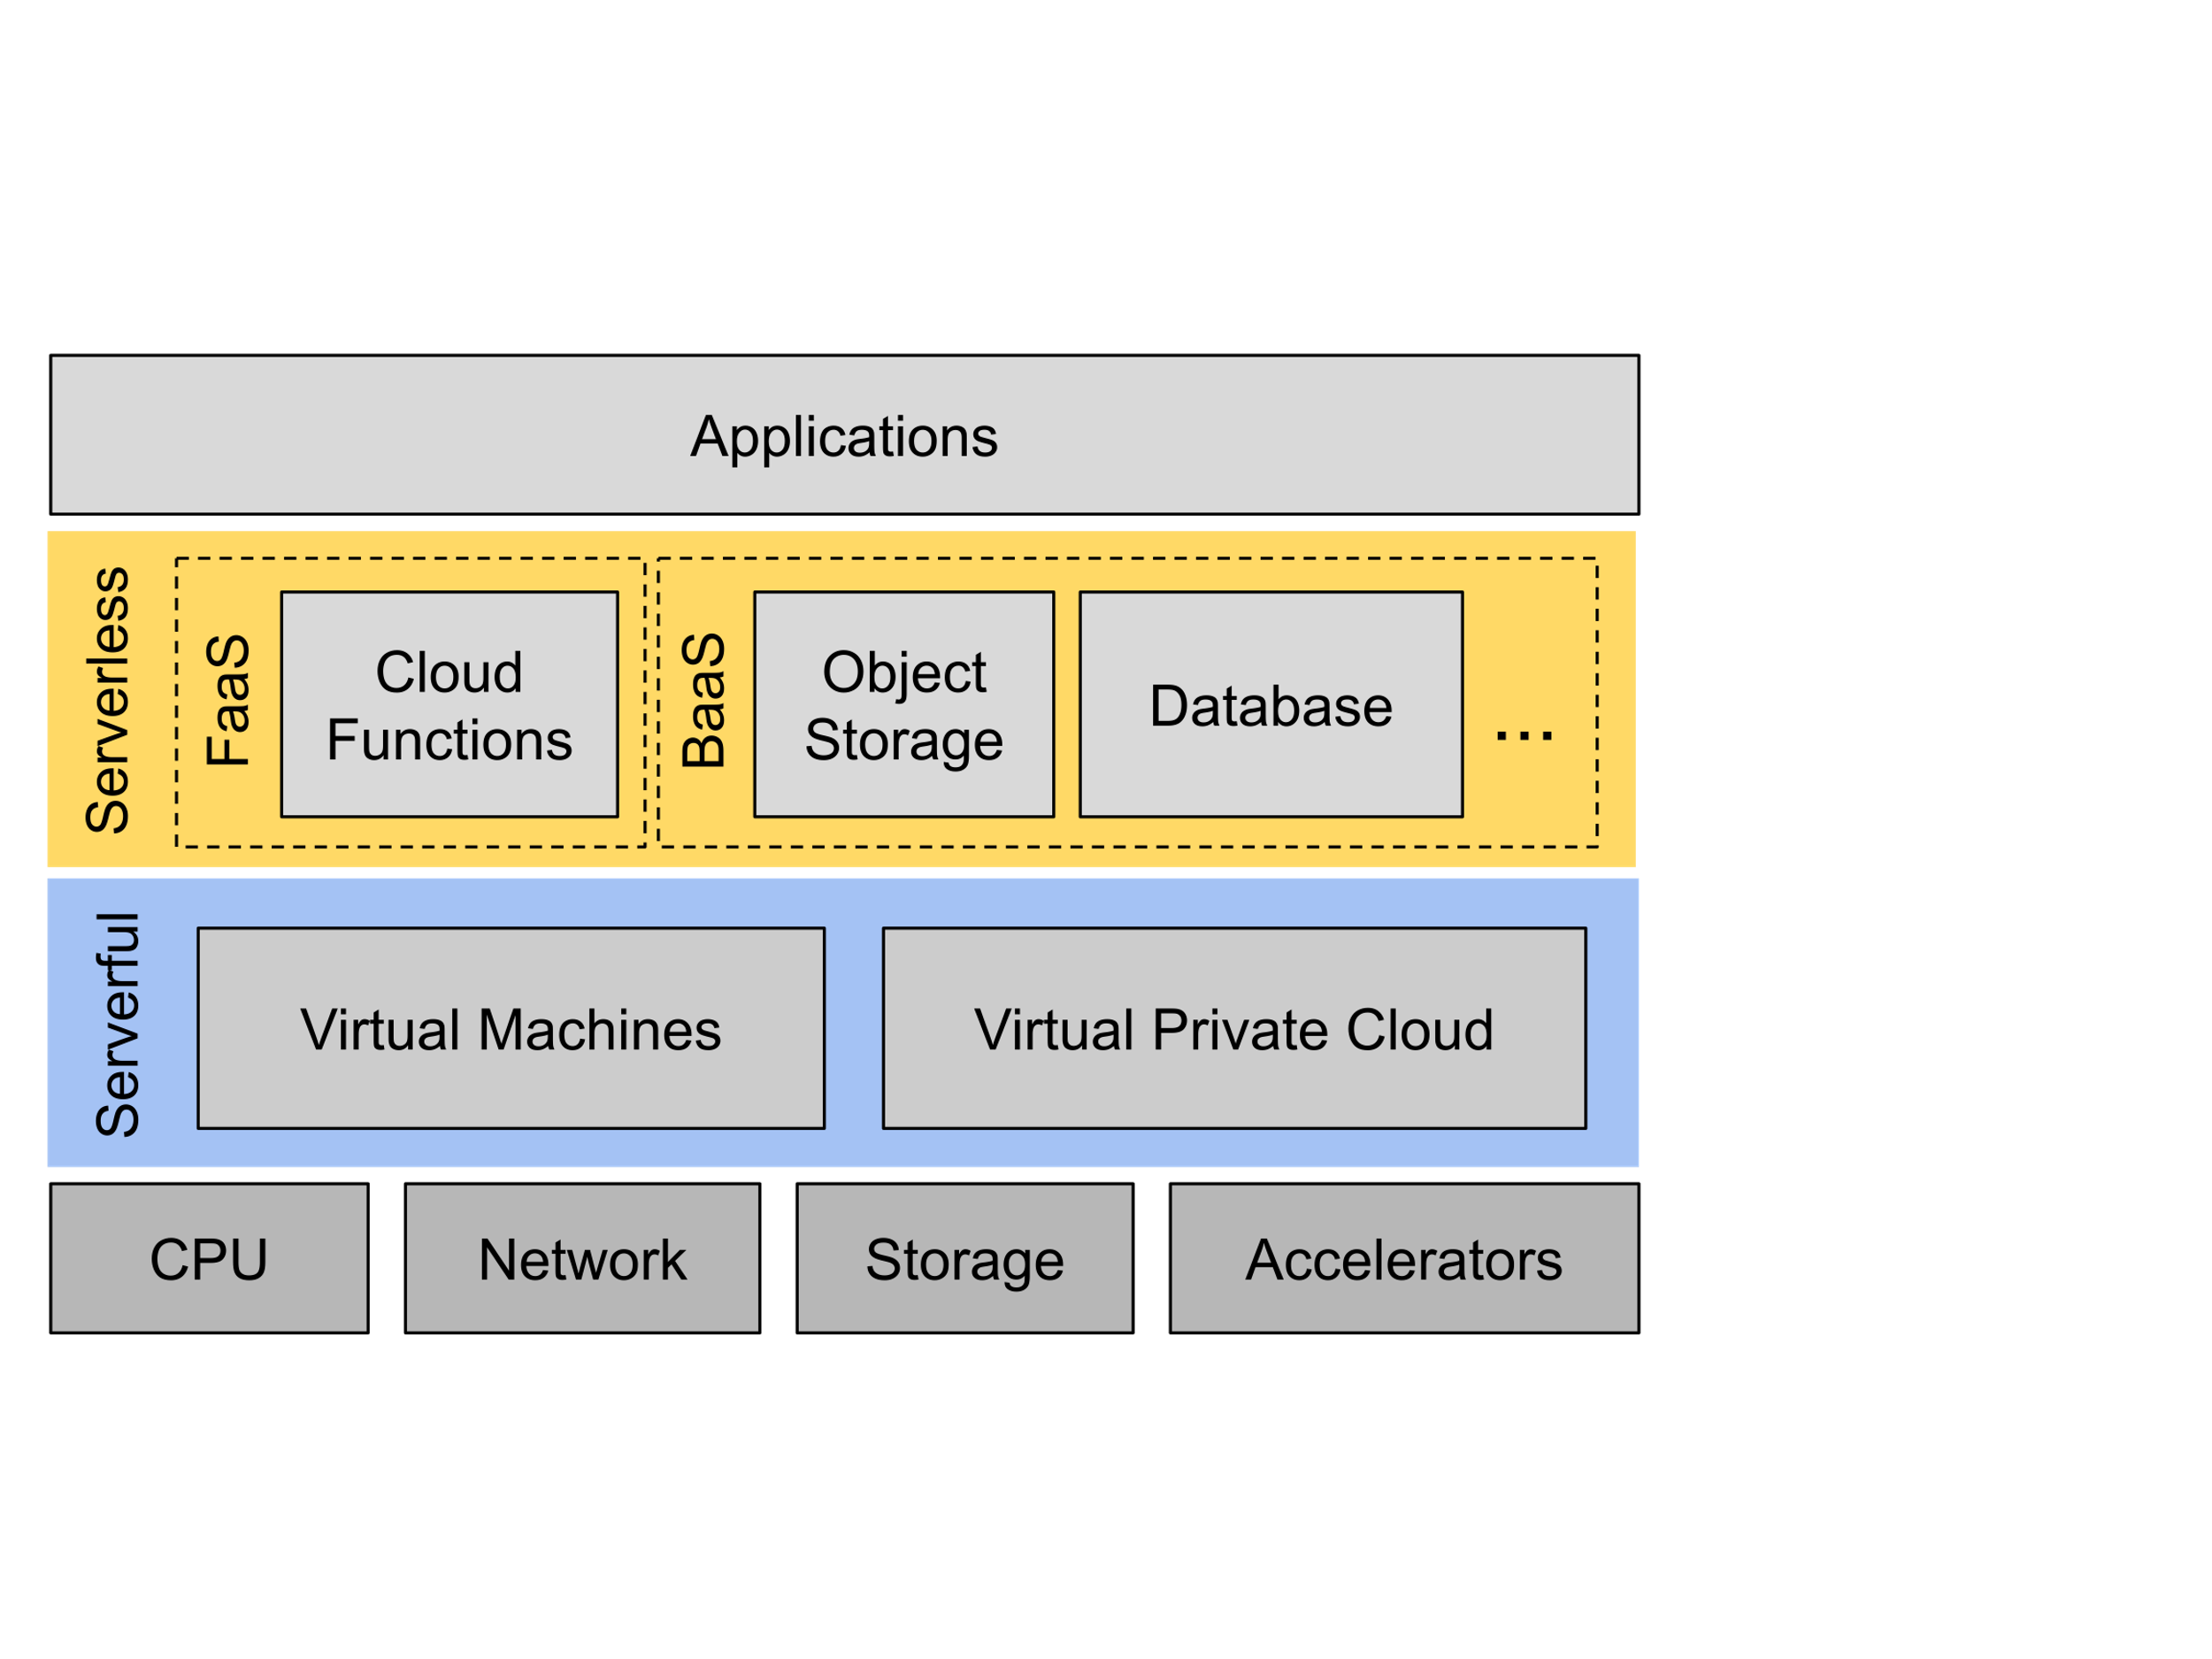 Applications
Serverless
FaaS
Cloud
Functions
BaaS
Object
Storage
Database
...
Serverful
Virtual Machines
Virtual Private Cloud
CPU
Network
Storage
Accelerators